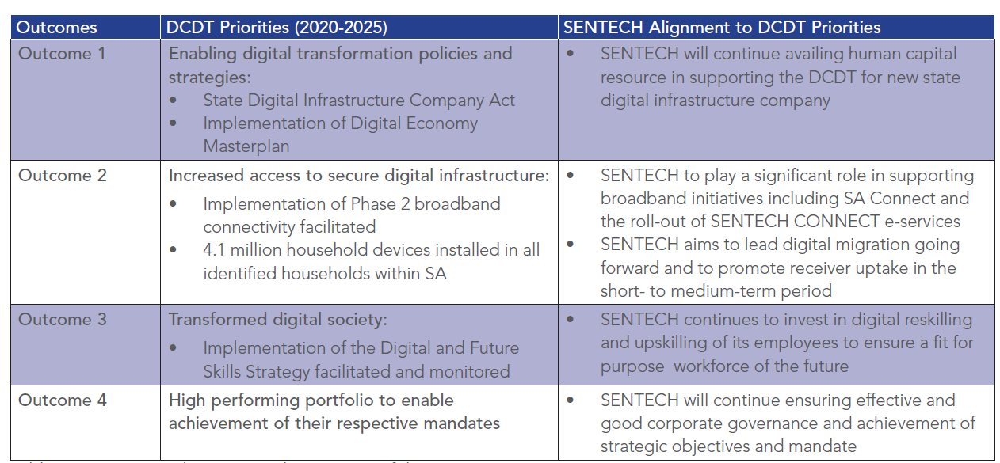 Outcomes
DCDT Priorities (2020-2025)
SENTECH Alignment to DCDT Priorities
Outcome 1
Enabling digital transformation policies and
strategies:
• State Digital Infrastructure Company Act
• Implementation of Digital Economy
Masterplan
• SENTECH will continue availing human capital
resource in supporting the DCDT for new state
digital infrastructure company
Outcome 2
Increased access to secure digital infrastructure:
• Implementation of Phase 2 broadband
connectivity facilitated
• 4.1 million household devices installed in all
identified households within SA
• SENTECH to play a significant role in supporting
broadband initiatives including SA Connect and
the roll-out of SENTECH CONNECT e-services
• SENTECH aims to lead digital migration going
forward and to promote receiver uptake in the
short- to medium-term period
Outcome 3
Transformed digital society:
• Implementation of the Digital and Future
Skills Strategy facilitated and monitored
• SENTECH continues to invest in digital reskilling
and upskilling of its employees to ensure a fit for
purpose  workforce of the future
Outcome 4
High performing portfolio to enable
achievement of their respective mandates
• SENTECH will continue ensuring effective and
good corporate governance and achievement of
strategic objectives and mandate